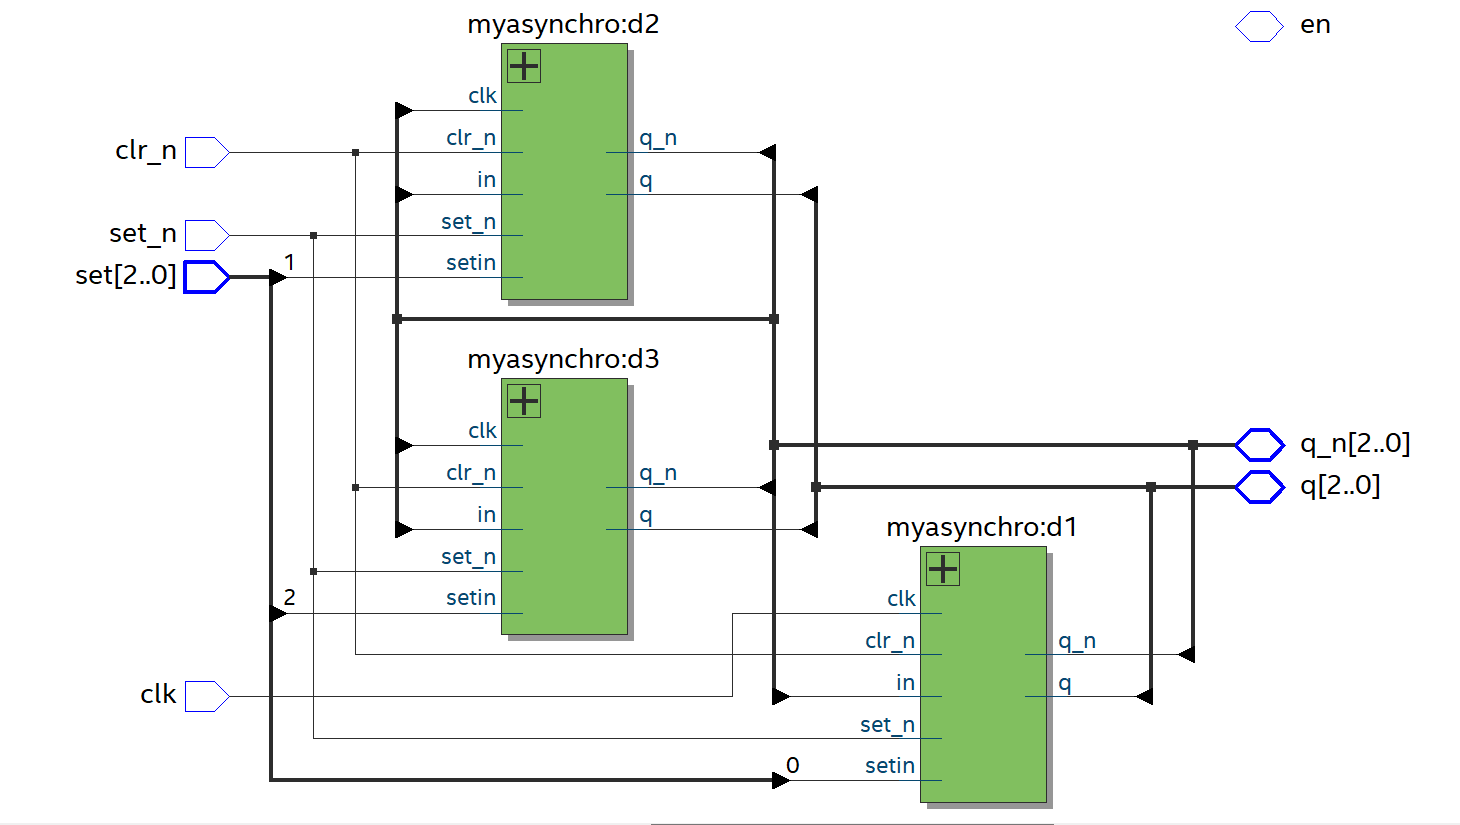 myasynchro:d2
en
clk
clr_n
clr_n
q_n
in
q
set_n
set_n
set[2..0]
1
setin
myasynchro:d3
clk
q_n[2..0]
clr_n
q_n
q[2..0]
in
q
myasynchro:d1
set_n
2
setin
clk
clr_n
q_n
clk
in
q
set_n
0
setin